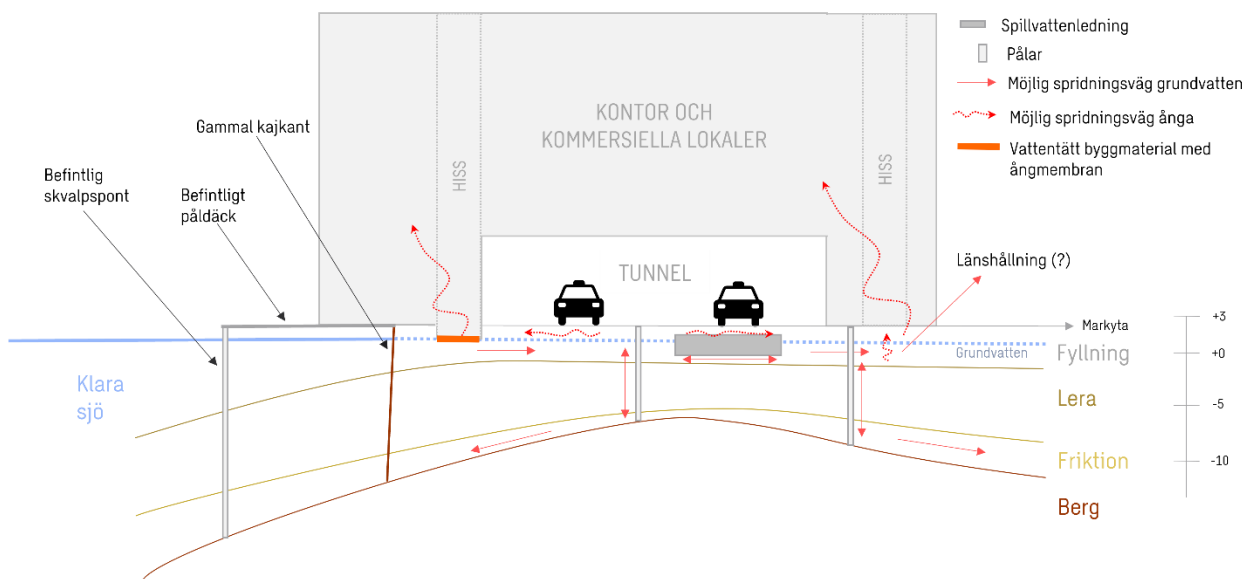 Spillvattenledning
Pålar
Möjlig spridningsväg grundvatten
Möjlig spridningsväg ånga
Vattentätt byggmaterial med
ångmembran
KONTOR OCH
KOMMERSIELLA LOKALER
HISS
HISS
Gammal kajkant
Befintlig
skvalpspont
Befintligt
påldäck
TUNNEL
Länshållning (?)
Markyta
+3
Grundvatten
Fyllning
+0
Klara
sjö
Lera
-5
Friktion
-10
Berg